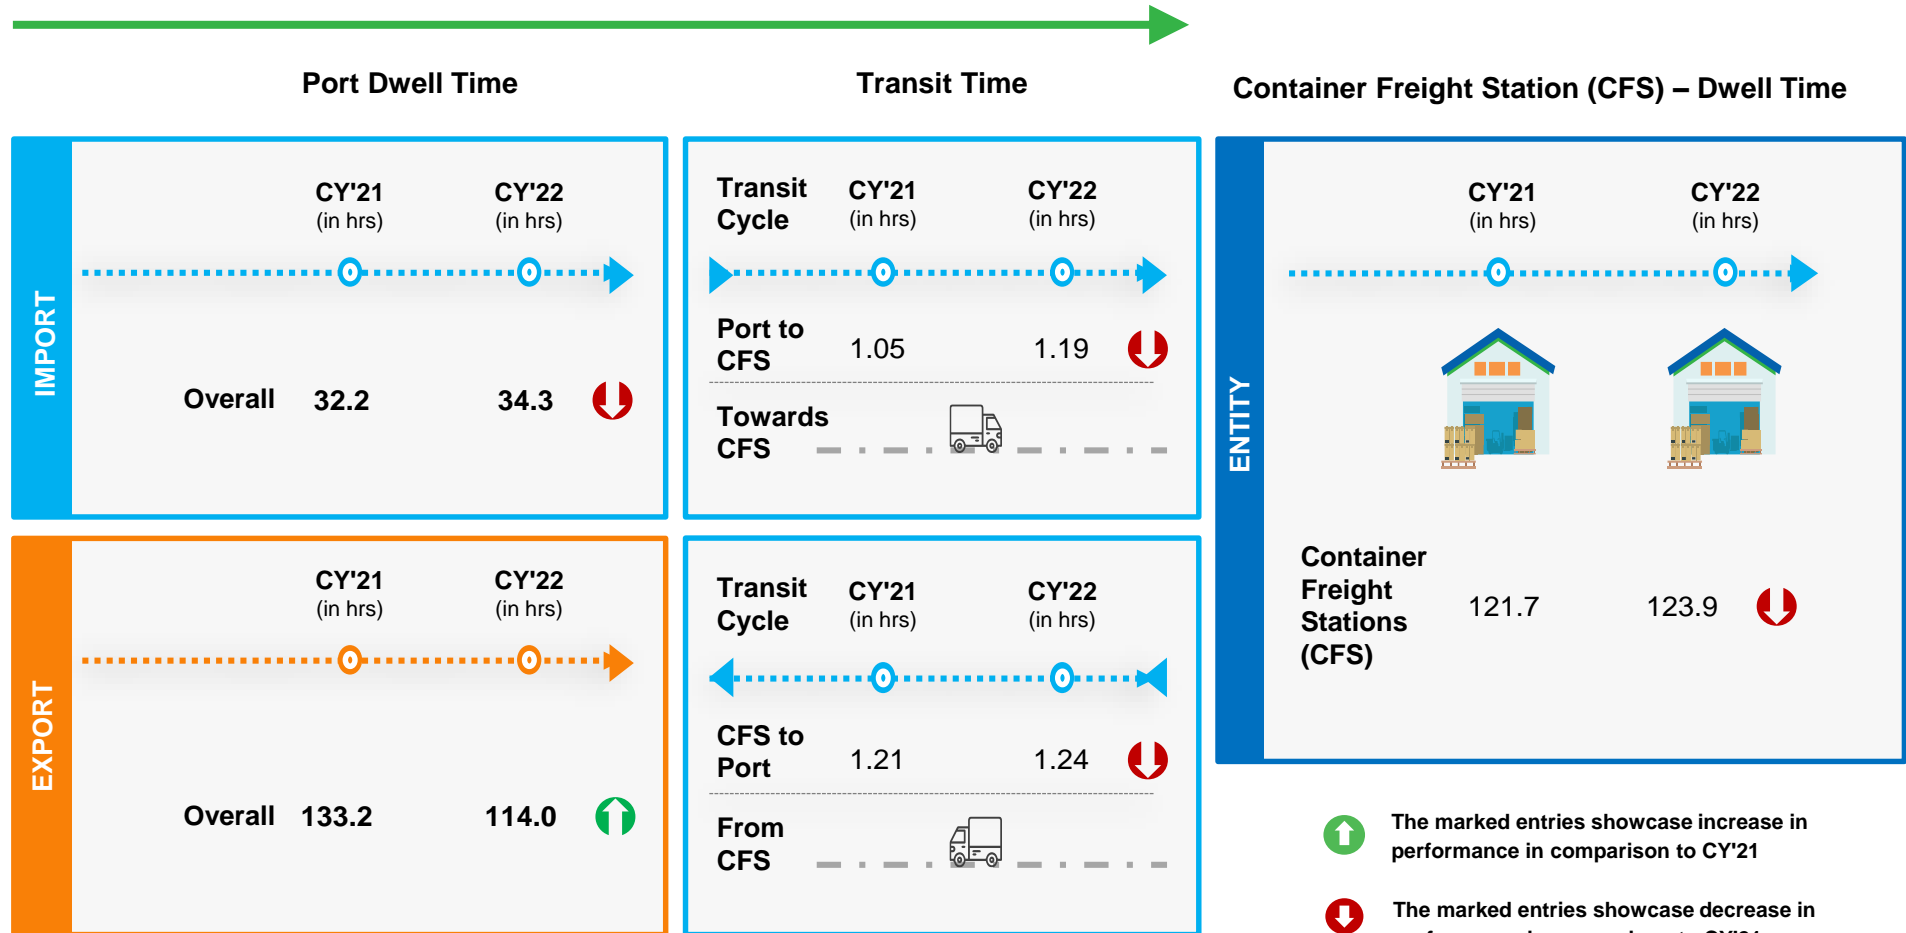 Port Dwell Time
Transit Time
Container Freight Station (CFS) – Dwell Time
IMPORT
CY'21
(in hrs)
CY'22
(in hrs)
Overall 32.2 34.3
Transit
Cycle
CY'21
(in hrs)
CY'22
(in hrs)
Port to
CFS
1.05 1.19
Towards
CFS
ENTITY
CY'21
(in hrs)
CY'22
(in hrs)
Container
Freight
Stations
(CFS)
121.7 123.9
EXPORT
CY'21
(in hrs)
CY'22
(in hrs)
Overall 133.2 114.0
Transit
Cycle
CY'21
(in hrs)
CY'22
(in hrs)
CFS to
Port
1.21 1.24
From
CFS
The marked entries showcase increase in
performance in comparison to CY'21
The marked entries showcase decrease in